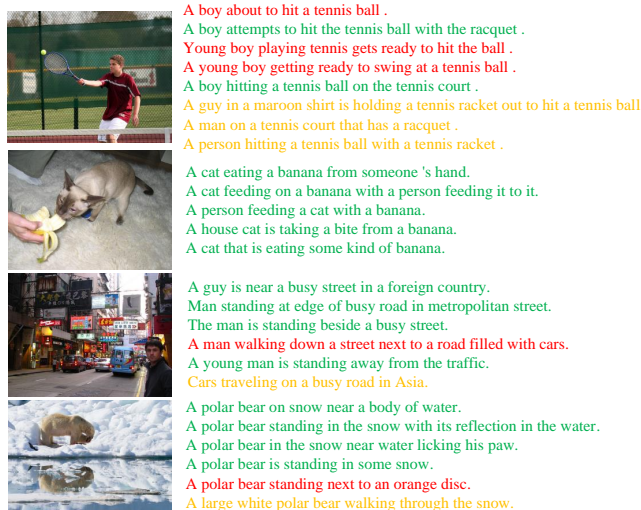 A boy about to hit a tennis ball .
A boy attempts to hit the tennis ball with the racquet .
Young boy playing tennis gets ready to hit the ball .
A young boy getting ready to swing at a tennis ball .
A boy hitting a tennis ball on the tennis court .
A guy in a maroon shirt is holding a tennis racket out to hit a tennis ball
A man on a tennis court that has a racquet .
A person hitting a tennis ball with a tennis racket .
A cat eating a banana from someone 's hand.
A cat feeding on a banana with a person feeding it to it.
A person feeding a cat with a banana.
A house cat is taking a bite from a banana.
A cat that is eating some kind of banana.
A guy is near a busy street in a foreign country.
Man standing at edge of busy road in metropolitan street.
The man is standing beside a busy street.
A man walking down a street next to a road filled with cars.
A young man is standing away from the traffic.
Cars traveling on a busy road in Asia.
A polar bear on snow near a body of water.
A polar bear standing in the snow with its reflection in the water.
A polar bear in the snow near water licking his paw.
A polar bear is standing in some snow.
A polar bear standing next to an orange disc.
A large white polar bear walking through the snow.